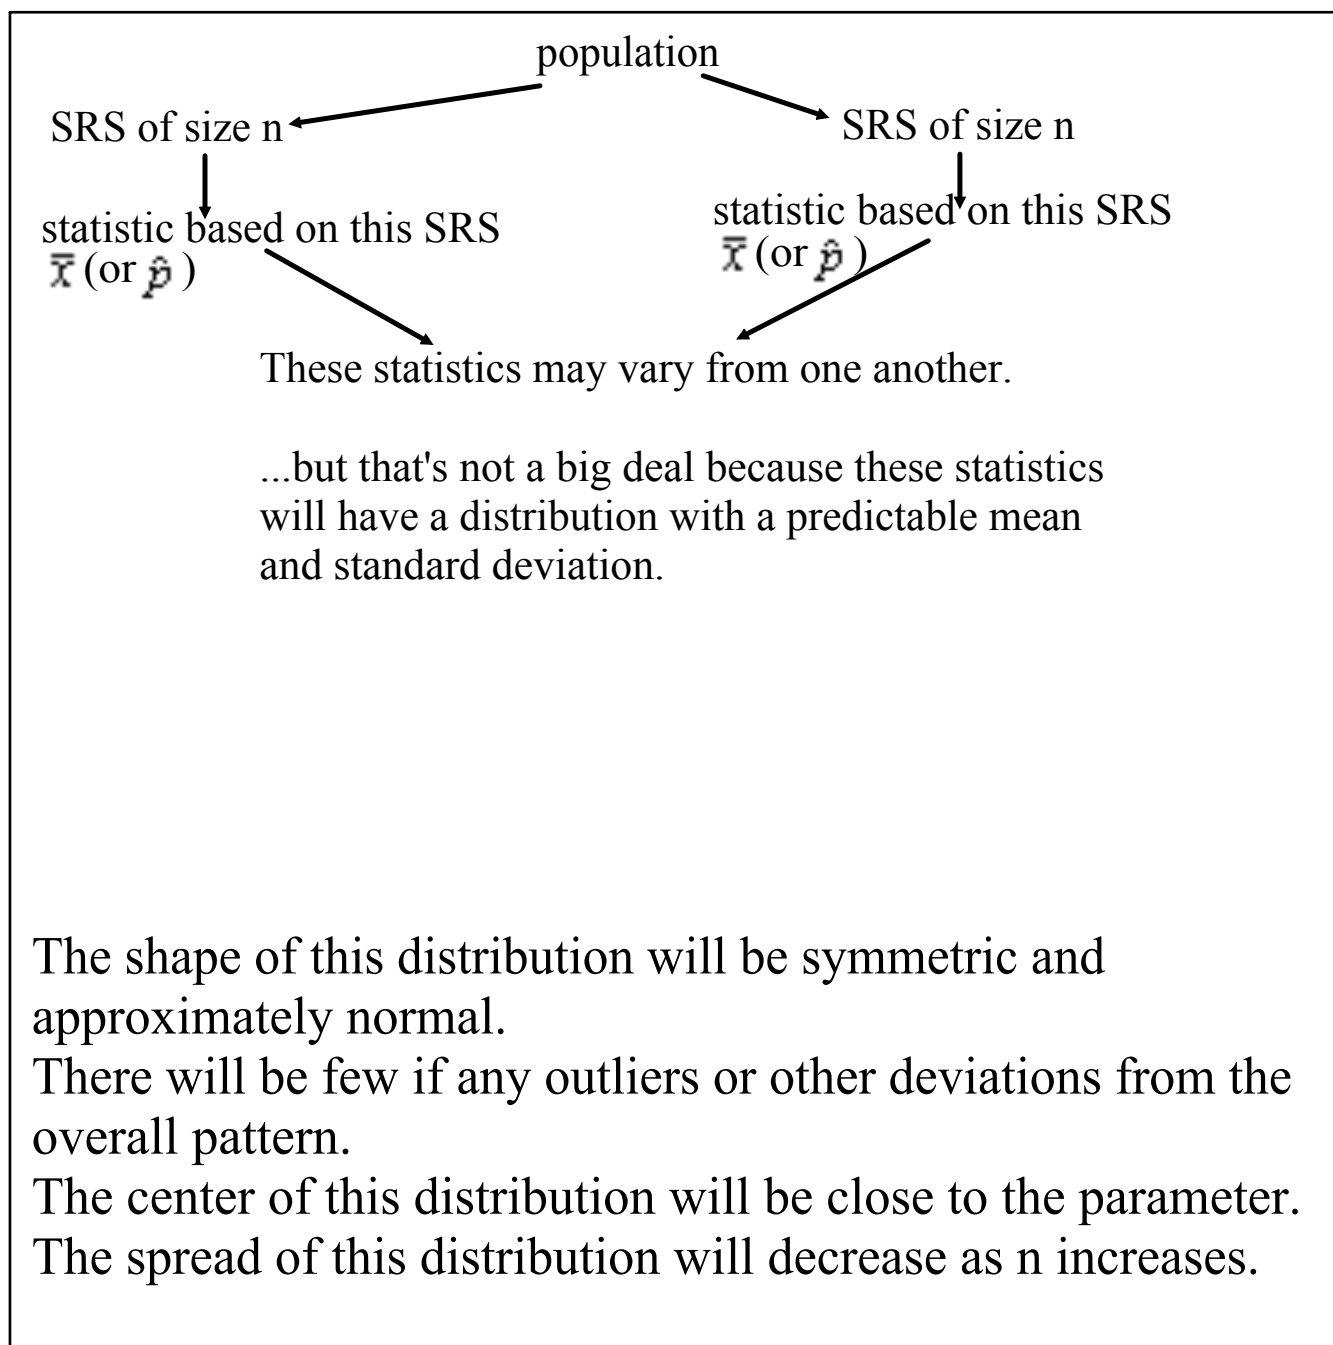 population
SRS of size n
SRS of size n
statistic based on this SRS
x̅ (or p̂ )
statistic based on this SRS
x̅ (or p̂ )
These statistics may vary from one another.
...but that's not a big deal because these statistics
will have a distribution with a predictable mean
and standard deviation.
The shape of this distribution will be symmetric and
approximately normal.
There will be few if any outliers or other deviations from the
overall pattern.
The center of this distribution will be close to the parameter.
The spread of this distribution will decrease as n increases.